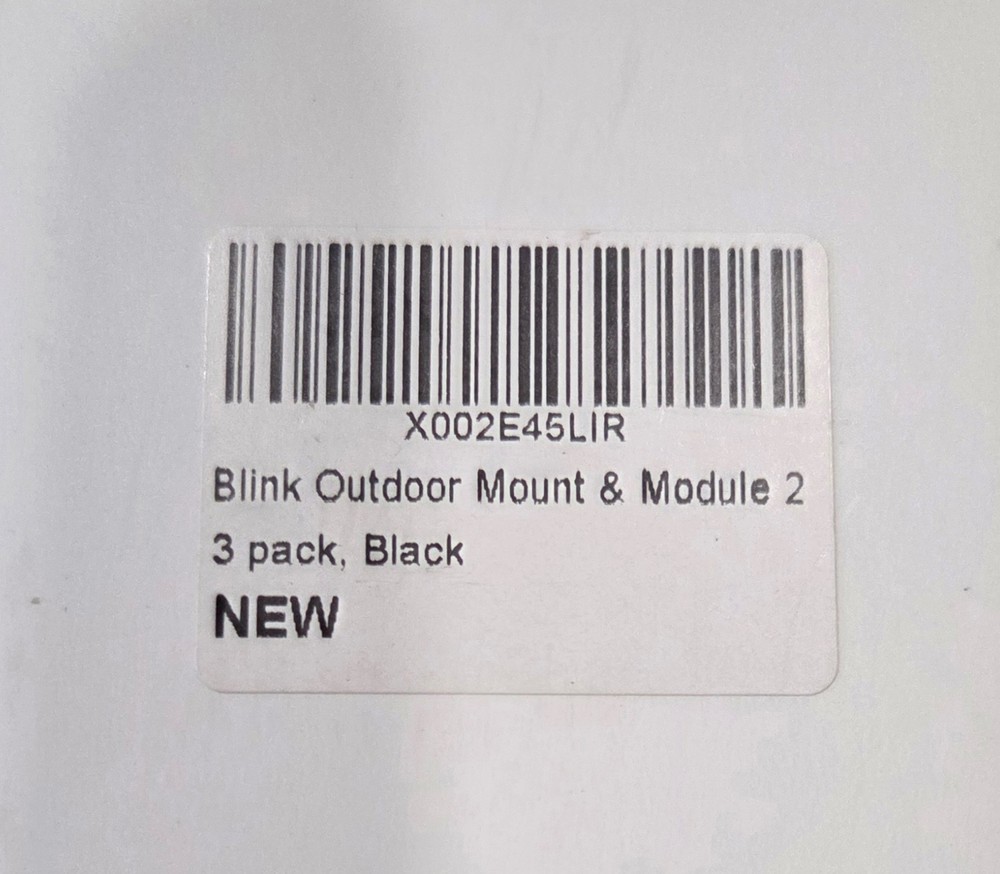 X002E45LIR
Blink Outdoor Mount & Module 2
3 pack, Black
NEW